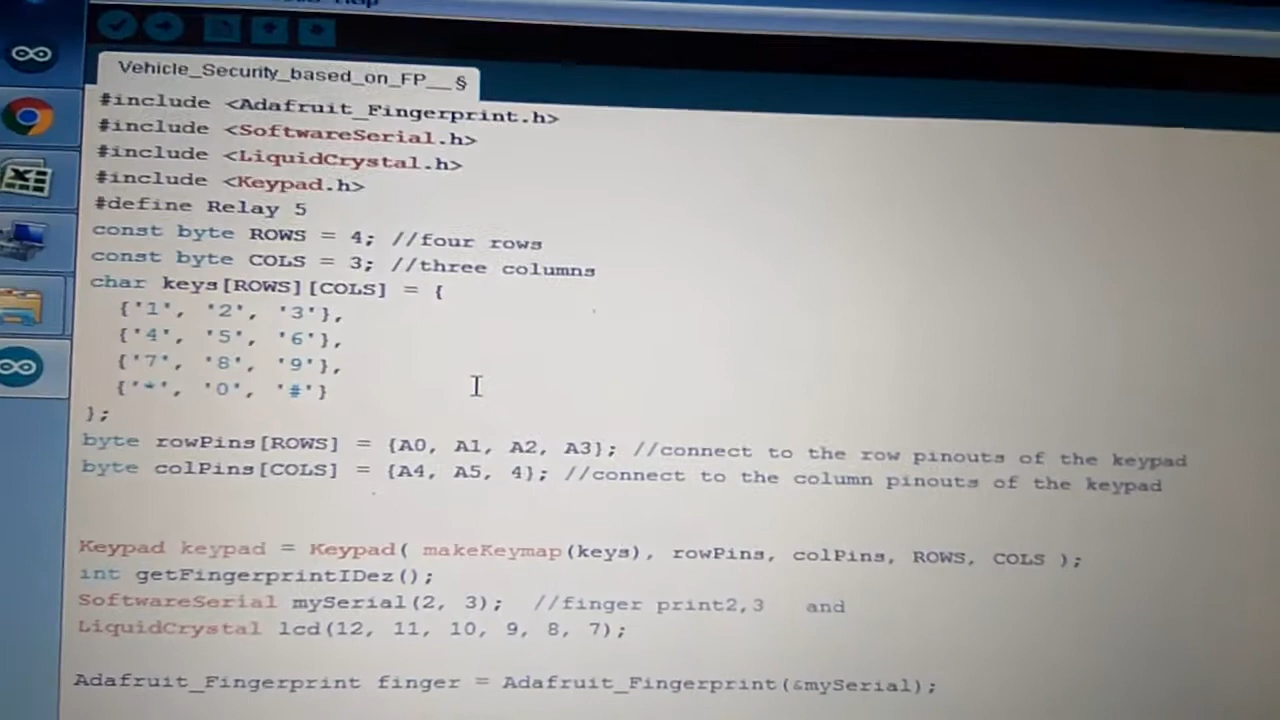 Help
Vehicle_Security_based_on_FP__ §
#include <Adafruit_Fingerprint.h>
#include <SoftwareSerial.h>
#include <LiquidCrystal.h>
#include <Keypad.h>
#define Relay 5
const byte ROWS = 4; //four rows
const byte COLS = 3; //three columns
char keys[ROWS][COLS] = {
{'1', '2', '3'},
{'4', '5', '6'},
{'7', '8', '9'},
{'*', '0', '#'}
};
byte rowPins[ROWS] = {A0, A1, A2, A3}; //connect to the row pinouts of the keypad
byte colPins[COLS] = {A4, A5, 4}; //connect to the column pinouts of the keypad
Keypad keypad = Keypad( makeKeymap(keys), rowPins, colPins, ROWS, COLS );
int getFingerprintIDez();
SoftwareSerial mySerial(2, 3); //finger print2,3 and
LiquidCrystal lcd(12, 11, 10, 9, 8, 7);
Adafruit_Fingerprint finger = Adafruit_Fingerprint(&mySerial);